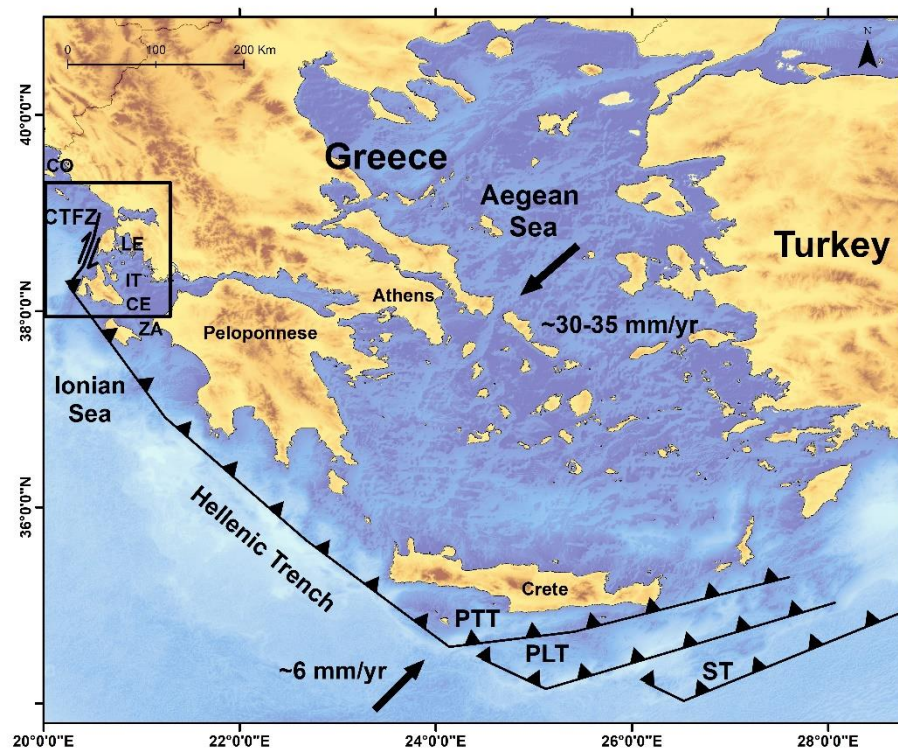 N
0 100 200 Km
40°0'0"N
Greece
CO
Aegean
Sea
CTFZ
LE
Turkey
IT
Athens
CE
38°0'0"N
~30-35 mm/yr
ZA
Peloponnese
Ionian
Sea
36°0'0"N
Hellenic Trench
Crete
PTT
PLT
~6 mm/yr
ST
20°0'0"E 22°0'0"E 24°0'0"E 26°0'0"E 28°0'0"E